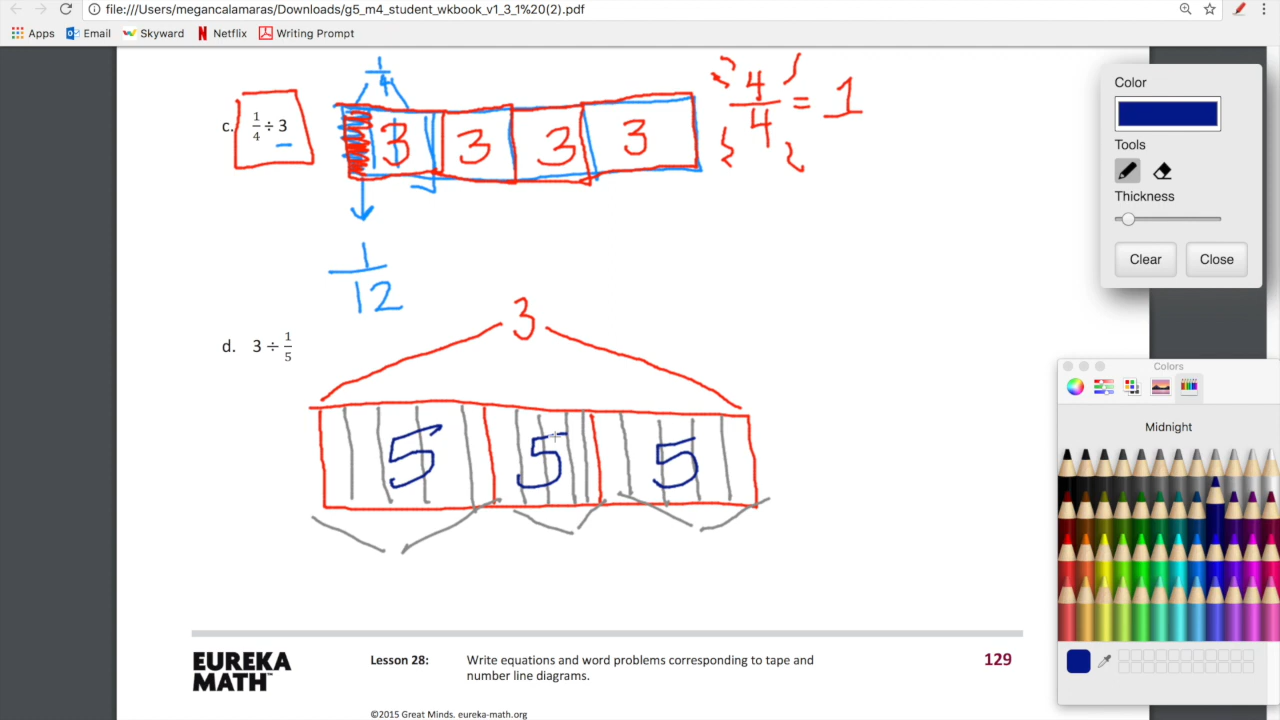 file:///Users/megancalamaras/Downloads/g5_m4_student_wkbook_v1_3_1%20(2).pdf
Apps Email Skyward Netflix Writing Prompt
1/4
4/4 = 1
c. 1/4 ÷ 3
3 3 3 3
1/12
3
d. 3 ÷ 1/5
5 5 5
EUREKA MATH™
Lesson 28: Write equations and word problems corresponding to tape and
number line diagrams.
129
©2015 Great Minds. eureka-math.org
Color
Tools
Thickness
Clear Close
Colors
Midnight